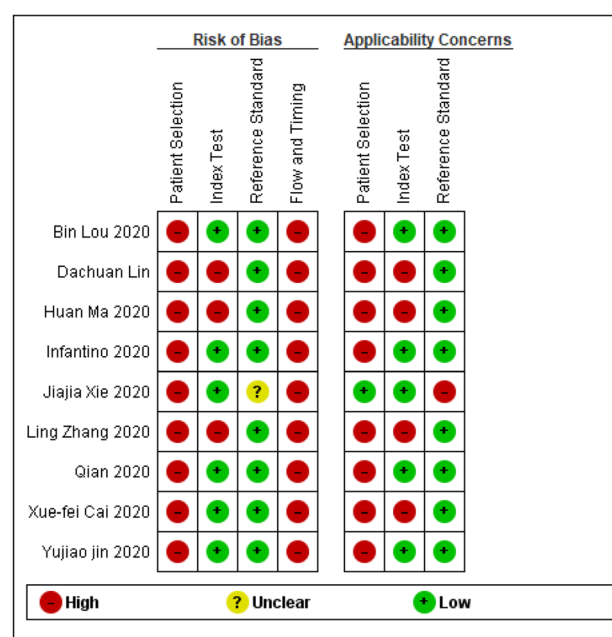 Risk of Bias Applicability Concerns
Patient Selection Index Test Reference Standard Flow and Timing Patient Selection Index Test Reference Standard
Bin Lou 2020 - + + - - + +
Dachuan Lin - - + - - - +
Huan Ma 2020 - - + - - - +
Infantino 2020 - + + - - + +
Jiajia Xie 2020 - + ? - + + -
Ling Zhang 2020 - - + - - - +
Qian 2020 - + + - - + +
Xue-fei Cai 2020 - + + - - - +
Yujiao jin 2020 - + + - - + +
- High ? Unclear + Low